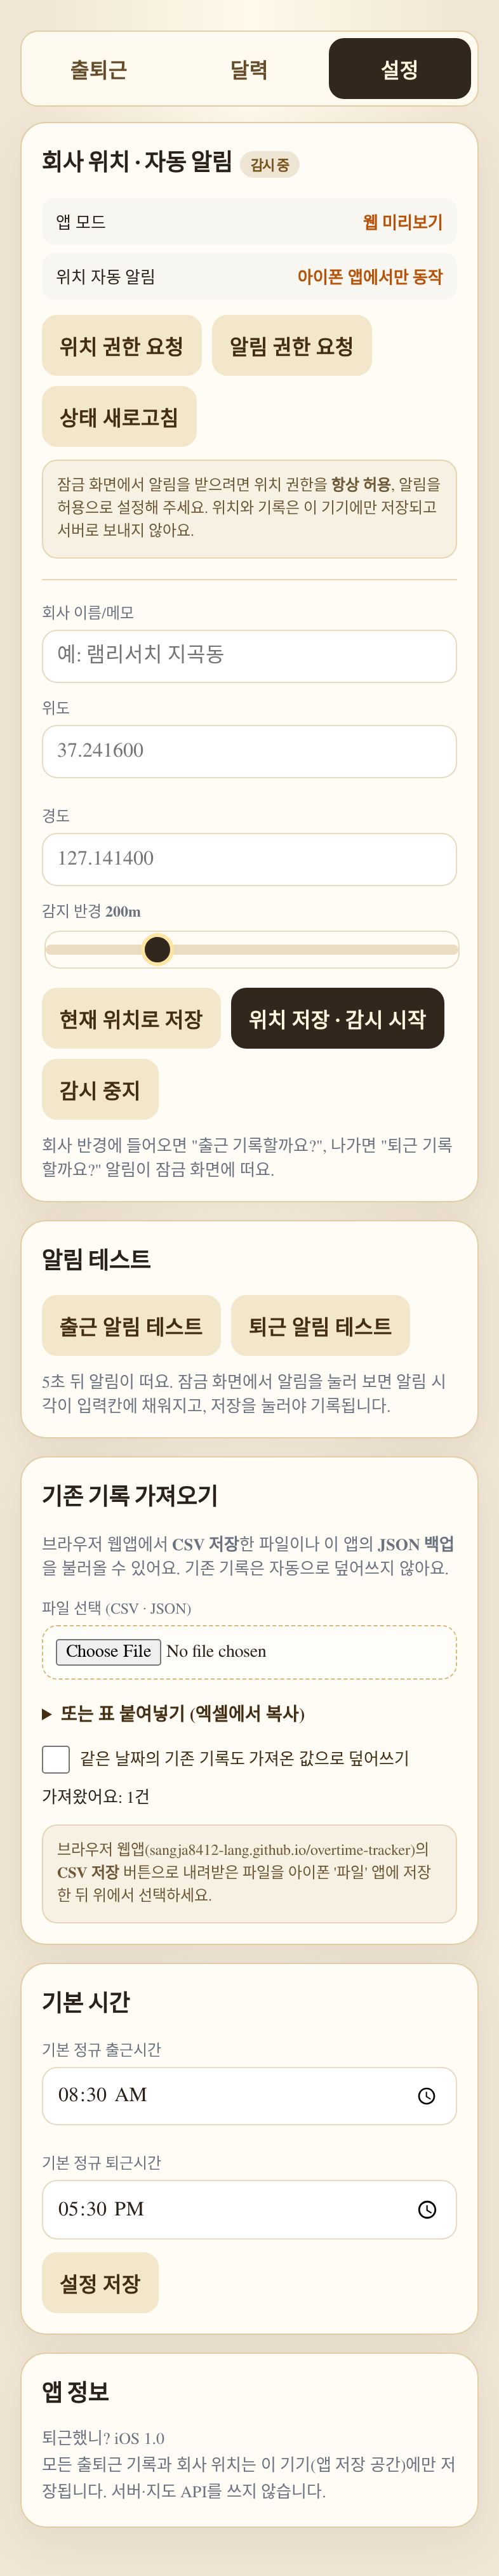 출퇴근 달력 설정
회사 위치 · 자동 알림 감시 중
앱 모드 웹 미리보기
위치 자동 알림 아이폰 앱에서만 동작
위치 권한 요청 알림 권한 요청
상태 새로고침
잠금 화면에서 알림을 받으려면 위치 권한을 항상 허용, 알림을
허용으로 설정해 주세요. 위치와 기록은 이 기기에만 저장되고
서버로 보내지 않아요.
회사 이름/메모
예: 램리서치 지곡동
위도
37.241600
경도
127.141400
감지 반경 200m
현재 위치로 저장 위치 저장 · 감시 시작
감시 중지
회사 반경에 들어오면 "출근 기록할까요?", 나가면 "퇴근 기록
할까요?" 알림이 잠금 화면에 떠요.
알림 테스트
출근 알림 테스트 퇴근 알림 테스트
5초 뒤 알림이 떠요. 잠금 화면에서 알림을 눌러 보면 알림 시
각이 입력칸에 채워지고, 저장을 눌러야 기록됩니다.
기존 기록 가져오기
브라우저 웹앱에서 CSV 저장한 파일이나 이 앱의 JSON 백업
을 불러올 수 있어요. 기존 기록은 자동으로 덮어쓰지 않아요.
파일 선택 (CSV · JSON)
Choose File No file chosen
또는 표 붙여넣기 (엑셀에서 복사)
같은 날짜의 기존 기록도 가져온 값으로 덮어쓰기
가져왔어요: 1건
브라우저 웹앱(sangja8412-lang.github.io/overtime-tracker)의
CSV 저장 버튼으로 내려받은 파일을 아이폰 '파일' 앱에 저장
한 뒤 위에서 선택하세요.
기본 시간
기본 정규 출근시간
08:30 AM
기본 정규 퇴근시간
05:30 PM
설정 저장
앱 정보
퇴근했니? iOS 1.0
모든 출퇴근 기록과 회사 위치는 이 기기(앱 저장 공간)에만 저
장됩니다. 서버·지도 API를 쓰지 않습니다.